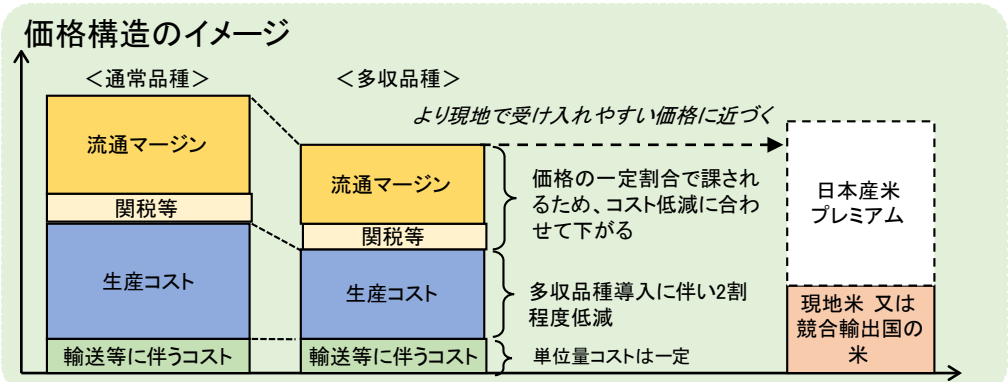 価格構造のイメージ
＜通常品種＞
流通マージン
関税等
生産コスト
輸送等に伴うコスト
＜多収品種＞
流通マージン
関税等
生産コスト
輸送等に伴うコスト
より現地で受け入れやすい価格に近づく
価格の一定割合で課され
るため、コスト低減に合わ
せて下がる
多収品種導入に伴い2割
程度低減
単位量コストは一定
日本産米
プレミアム
現地米 又は
競合輸出国の
米